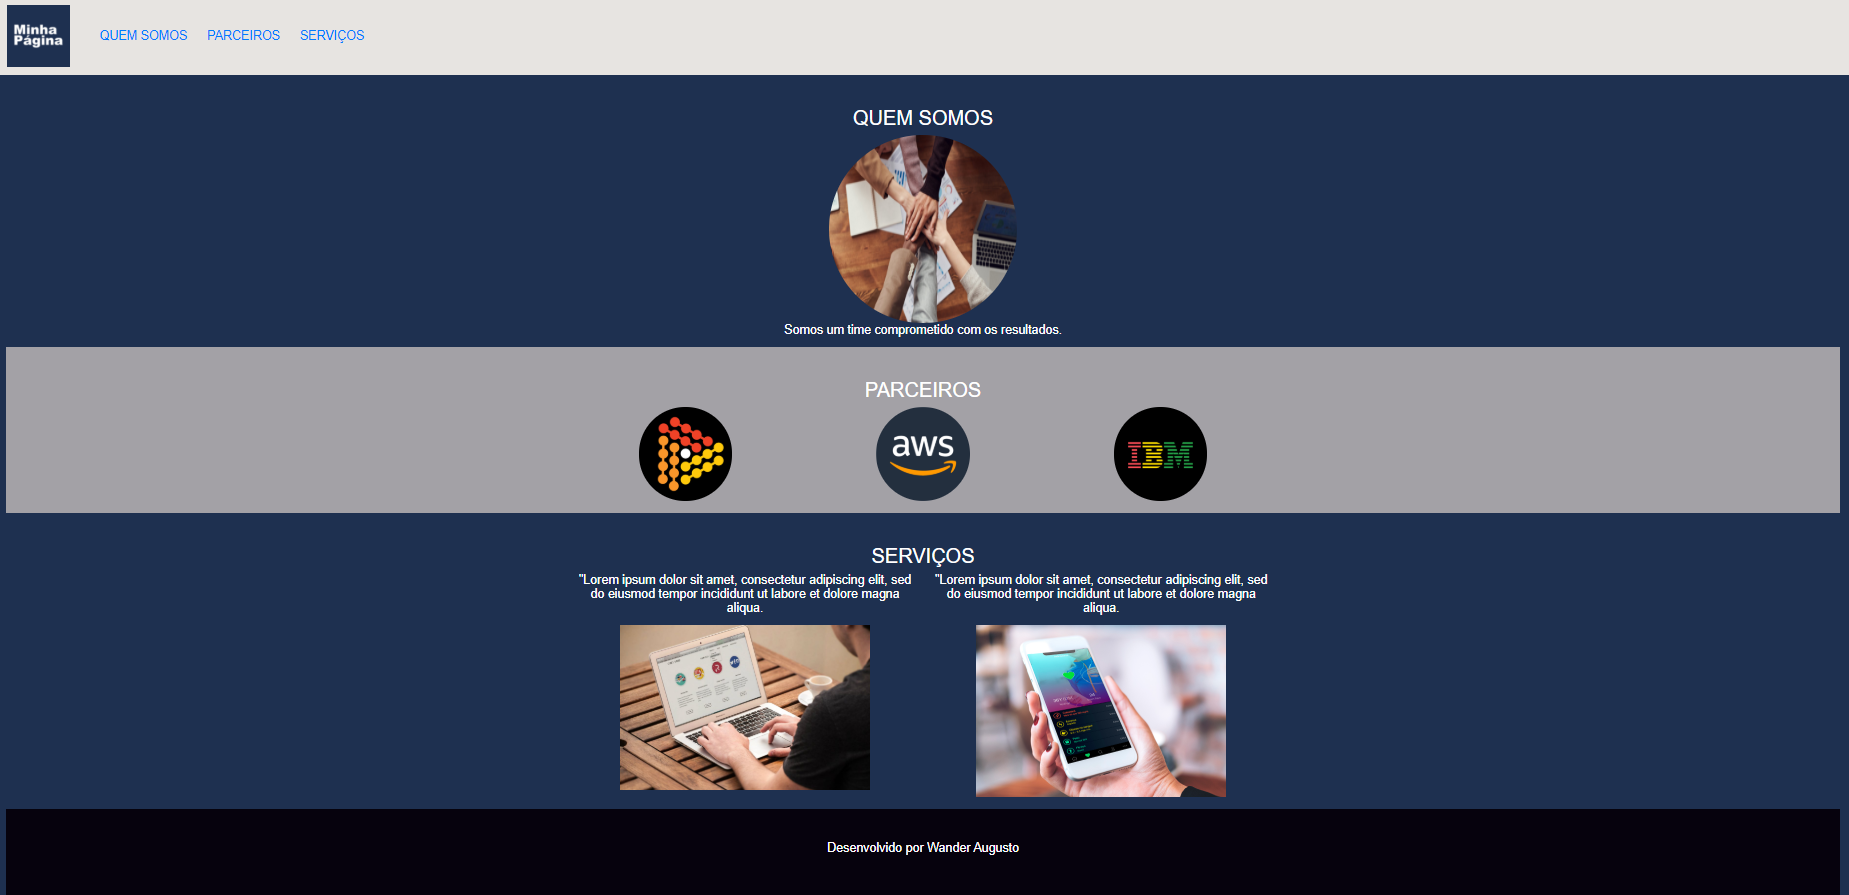 Minha
Página
QUEM SOMOS PARCEIROS SERVIÇOS
QUEM SOMOS
Somos um time comprometido com os resultados.
PARCEIROS
aws
IBM
SERVIÇOS
"Lorem ipsum dolor sit amet, consectetur adipiscing elit, sed
do eiusmod tempor incididunt ut labore et dolore magna
aliqua.
"Lorem ipsum dolor sit amet, consectetur adipiscing elit, sed
do eiusmod tempor incididunt ut labore et dolore magna
aliqua.
Desenvolvido por Wander Augusto